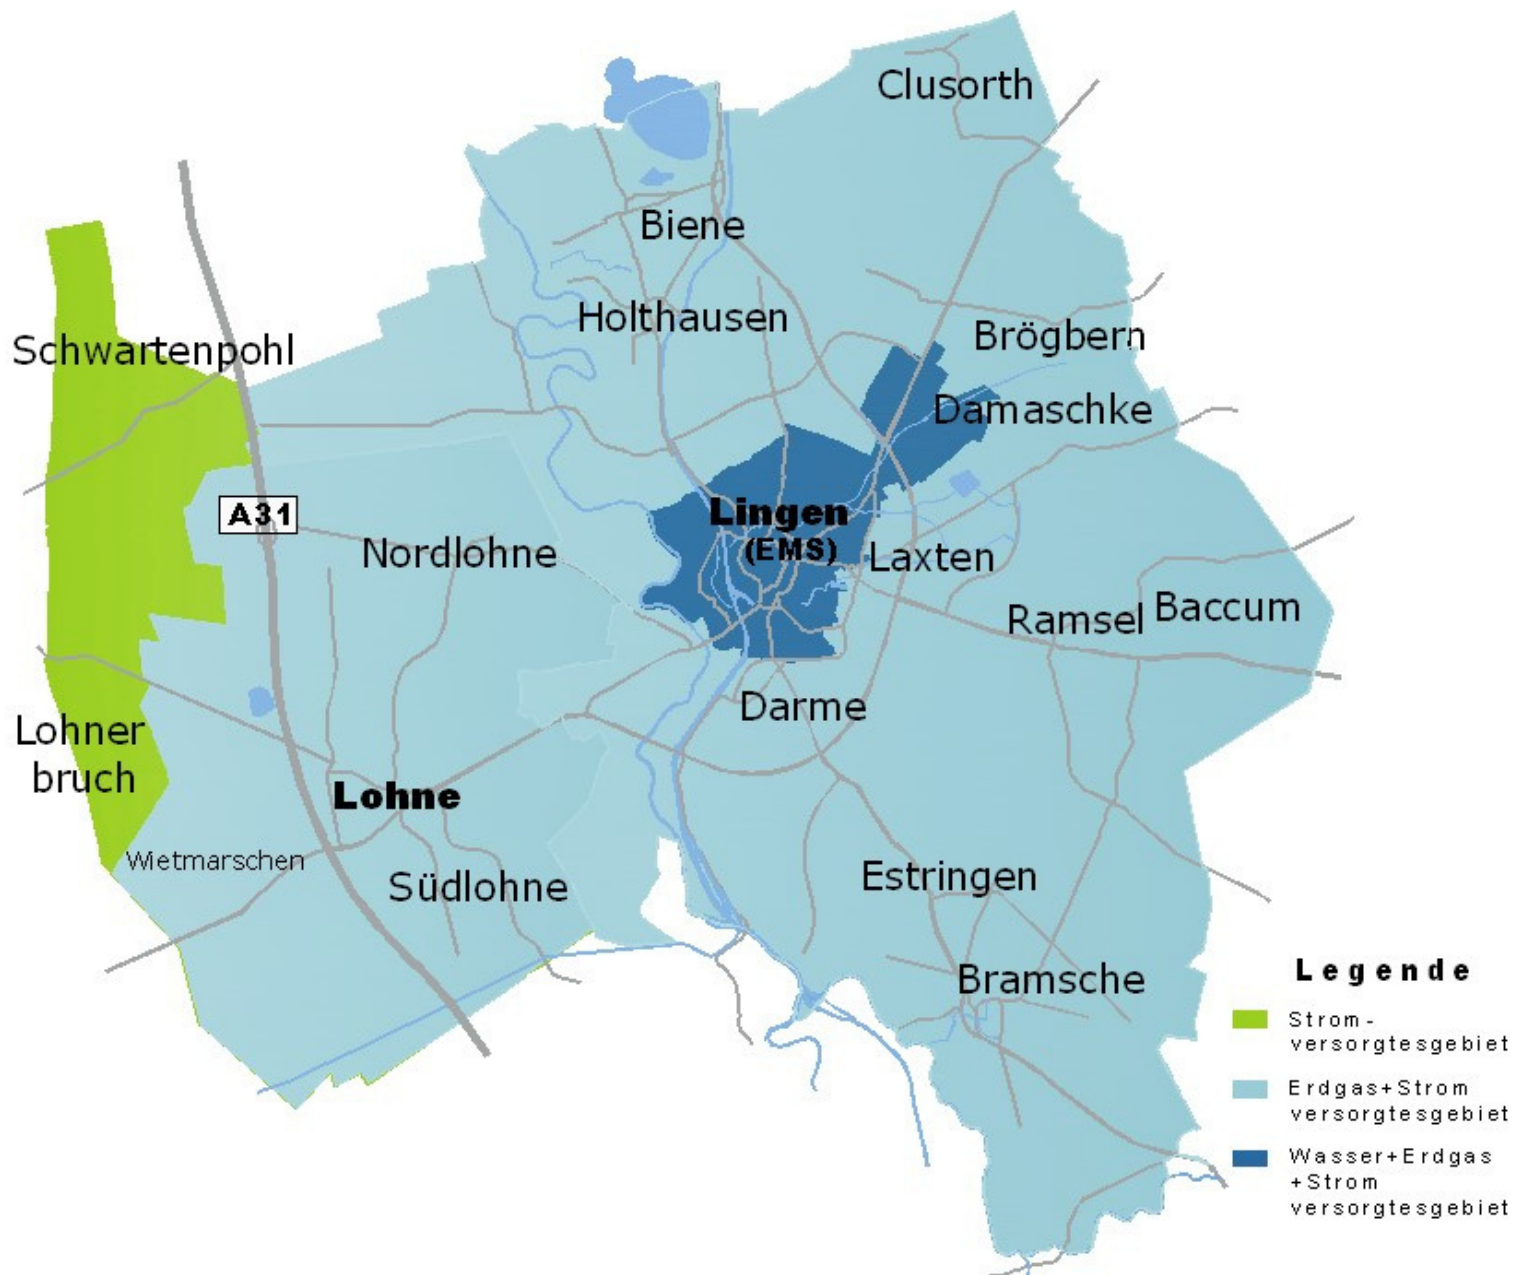 Clusorth
Biene
Holthausen
Brögbern
Schwartenpohl
Damaschke
A31
Lingen
(EMS)
Nordlohne
Laxten
Ramsel
Baccum
Darme
Lohner
bruch
Lohne
Wietmarschen
Südlohne
Estringen
Bramsche
Legende
Strom-
versorgtesgebiet
Erdgas+Strom
versorgtesgebiet
Wasser+Erdgas
+Strom
versorgtesgebiet